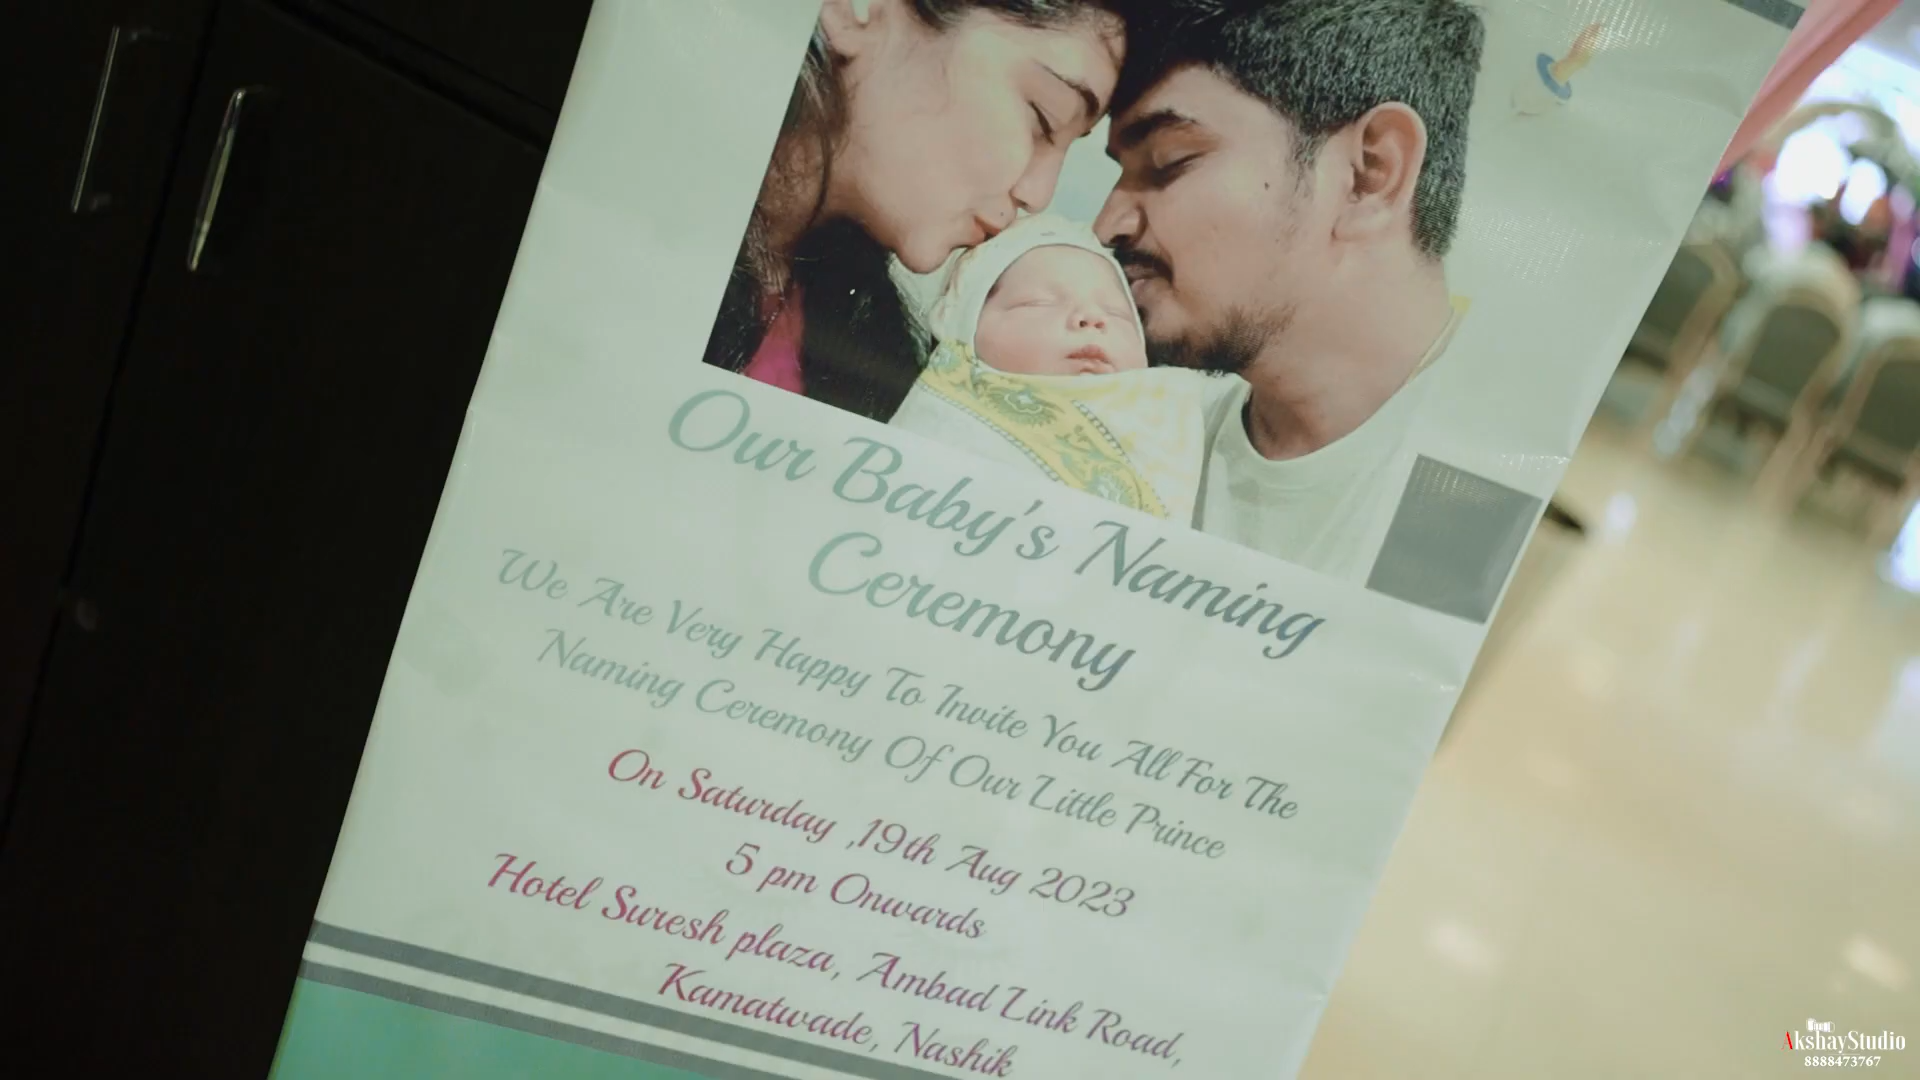 Our Baby's Naming
Ceremony
We Are Very Happy To Invite You All For The
Naming Ceremony Of Our Little Prince
On Saturday ,19th Aug 2023
5 pm Onwards
Hotel Suresh plaza, Ambad Link Road,
Kamatwade, Nashik
AkshayStudio
8888473767